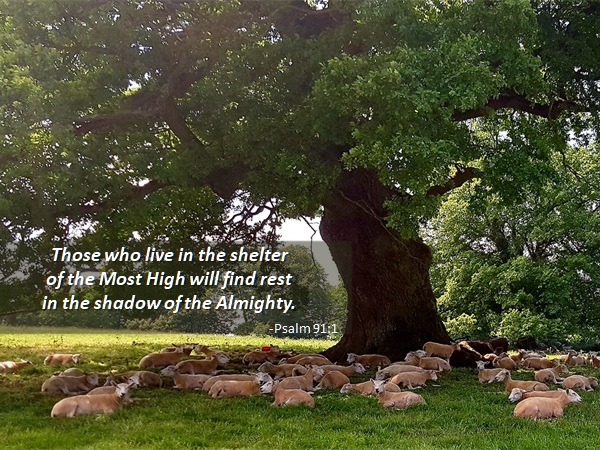 Those who live in the shelter
of the Most High will find rest
in the shadow of the Almighty.
-Psalm 91:1